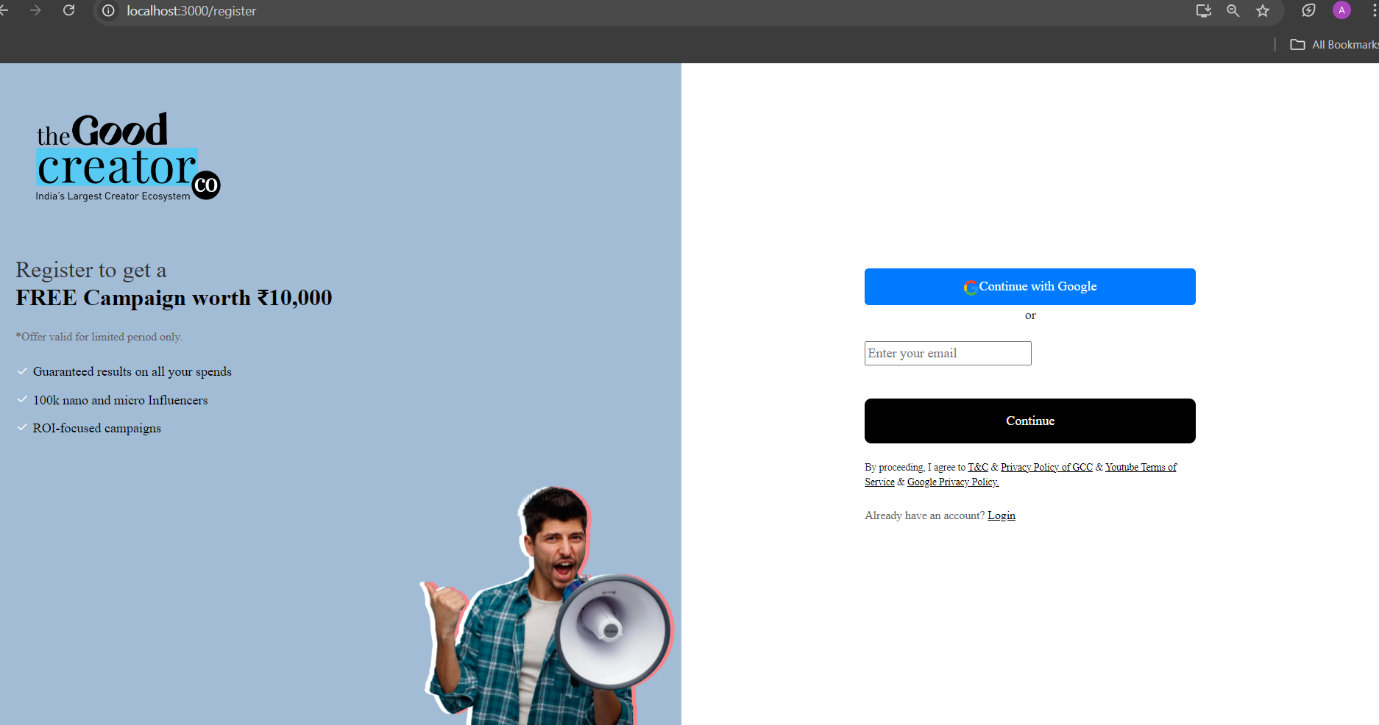 localhost:3000/register
A
All Bookmarks
the Good
creator
co
India's Largest Creator Ecosystem
Register to get a
FREE Campaign worth ₹10,000
*Offer valid for limited period only.
Guaranteed results on all your spends
100k nano and micro Influencers
ROI-focused campaigns
Continue with Google
or
Enter your email
Continue
By proceeding, I agree to T&C & Privacy Policy of GCC & Youtube Terms of
Service & Google Privacy Policy.
Already have an account? Login